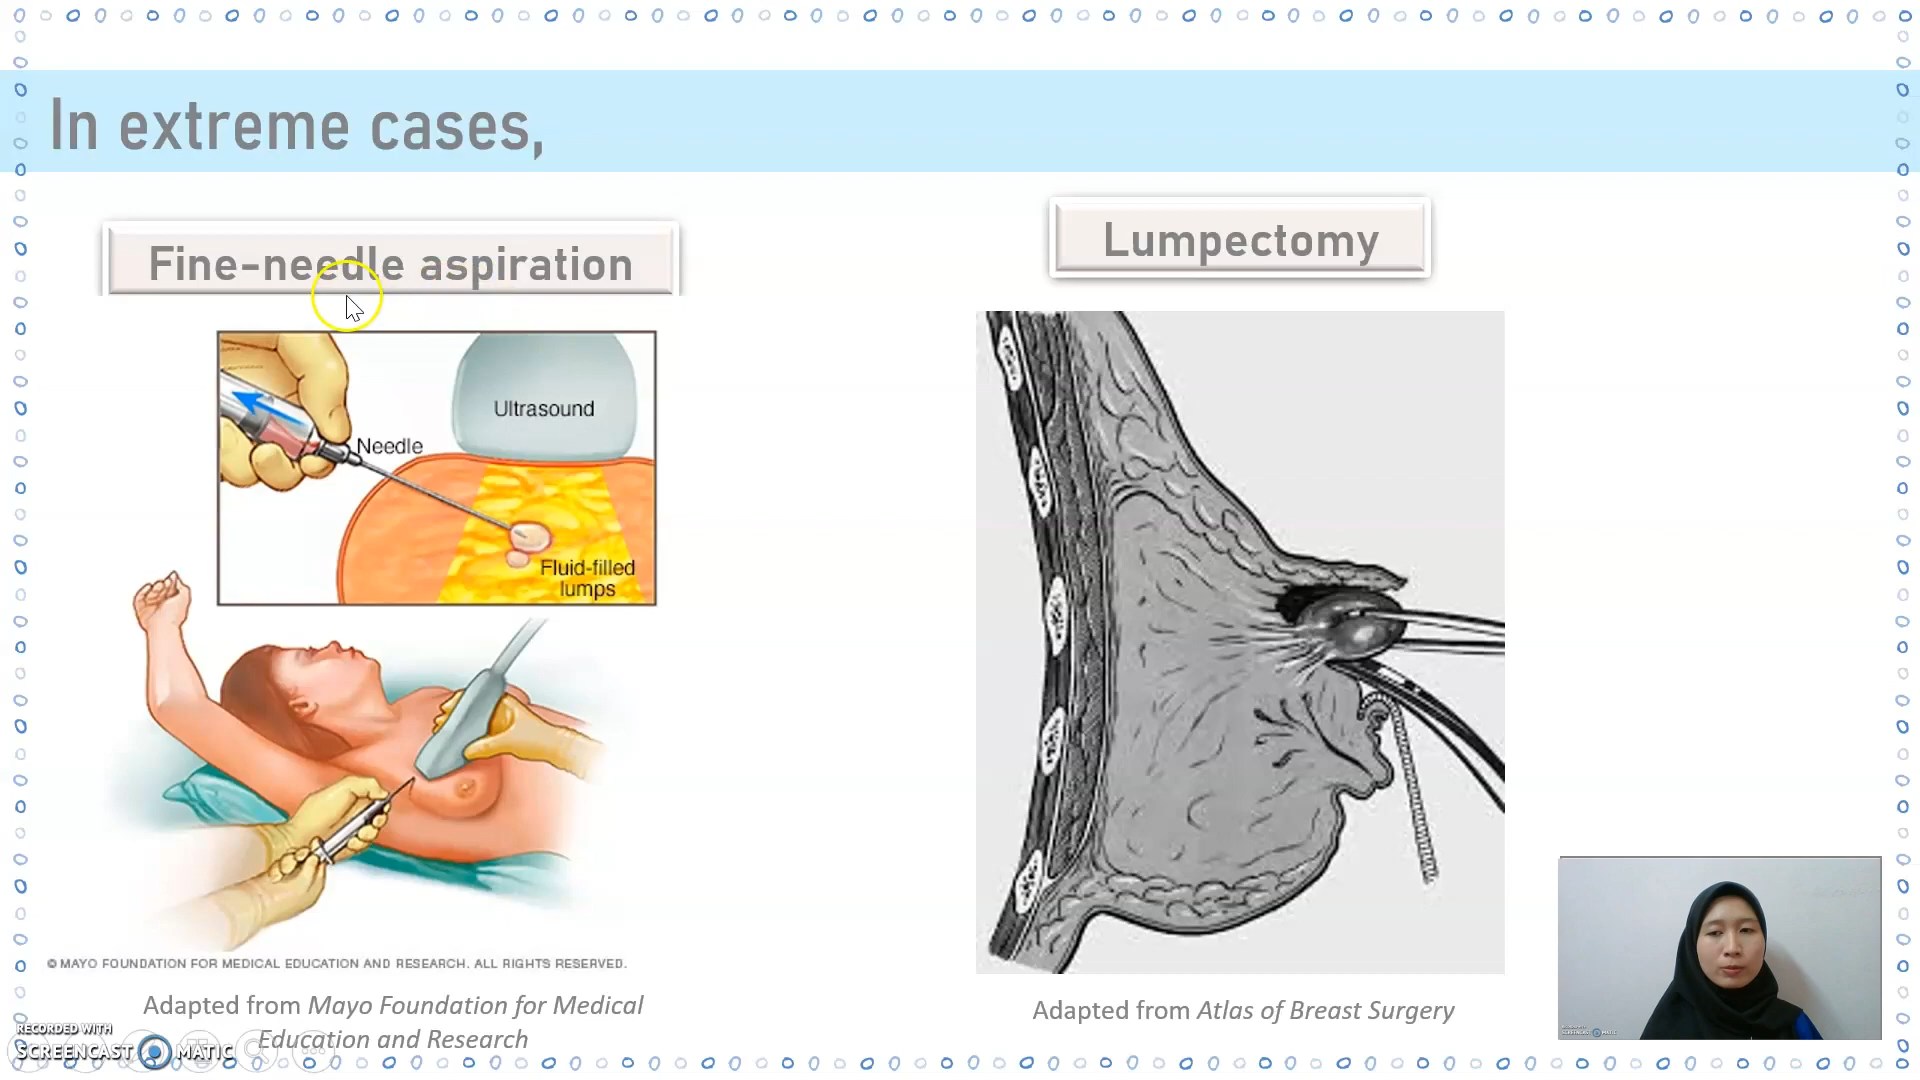 In extreme cases,
Fine-needle aspiration
Lumpectomy
Ultrasound
Needle
Fluid-filled
lumps
© MAYO FOUNDATION FOR MEDICAL EDUCATION AND RESEARCH. ALL RIGHTS RESERVED.
Adapted from Mayo Foundation for Medical
Education and Research
Adapted from Atlas of Breast Surgery
RECORDED WITH
SCREENCAST MATIC